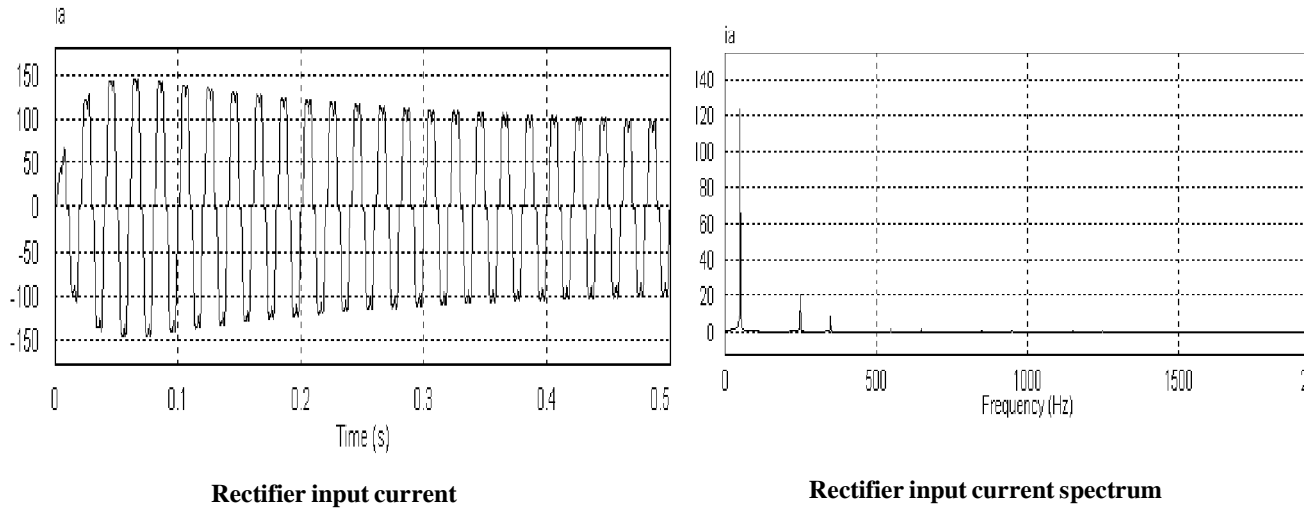 ia
150
100
50
0
-50
-100
-150
0 0.1 0.2 0.3 0.4 0.5
Time (s)
Rectifier input current
ia
140
120
100
80
60
40
20
0
0 500 1000 1500 2
Frequency (Hz)
Rectifier input current spectrum